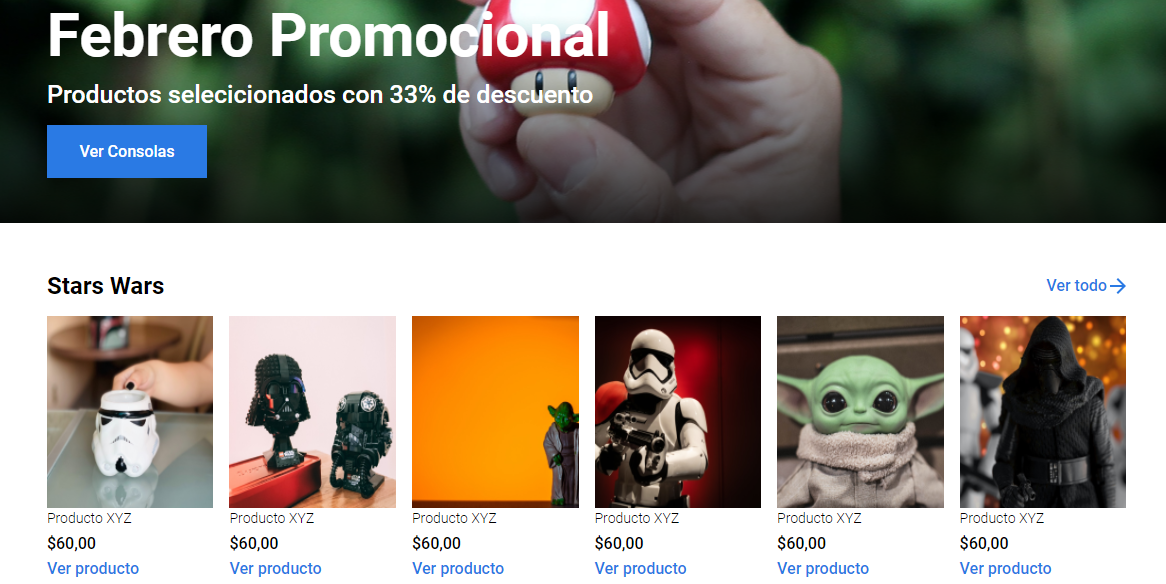 Febrero Promocional
Productos selecicionados con 33% de descuento
Ver Consolas
Stars Wars
Ver todo
Producto XYZ Producto XYZ Producto XYZ Producto XYZ Producto XYZ Producto XYZ
$60,00 $60,00 $60,00 $60,00 $60,00 $60,00
Ver producto Ver producto Ver producto Ver producto Ver producto Ver producto